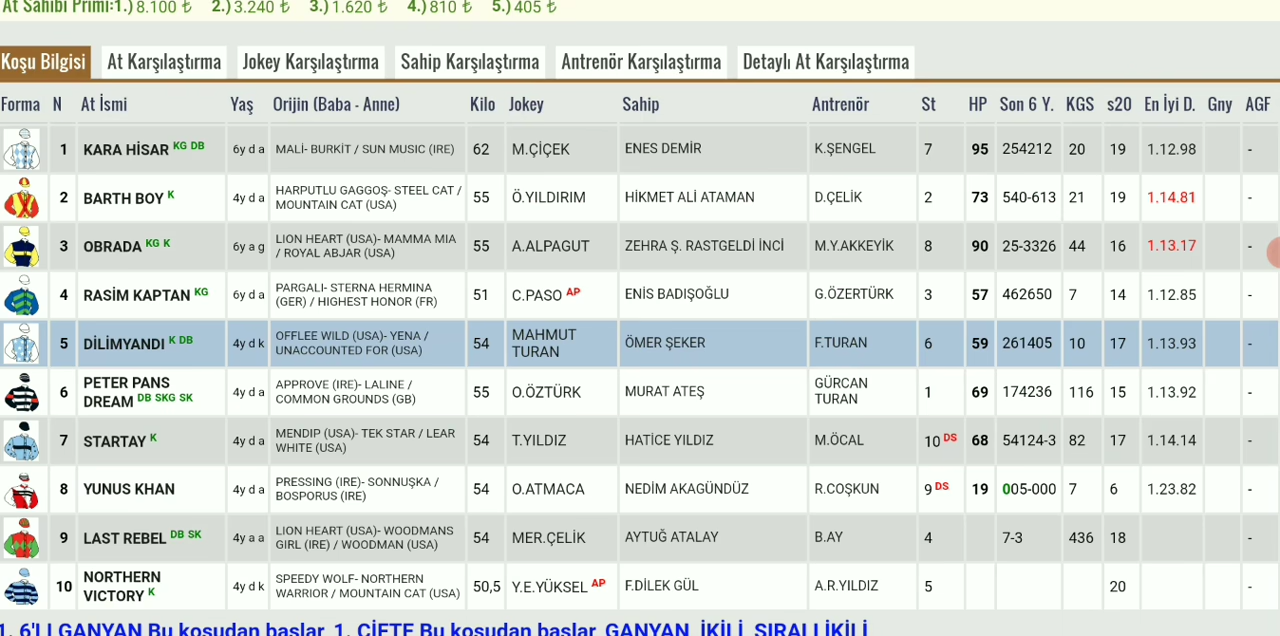 At Sahibi Primi:1.) 8.100 ₺ 2.) 3.240 ₺ 3.) 1.620 ₺ 4.) 810 ₺ 5.) 405 ₺
Koşu Bilgisi At Karşılaştırma Jokey Karşılaştırma Sahip Karşılaştırma Antrenör Karşılaştırma Detaylı At Karşılaştırma
Forma N At İsmi Yaş Orijin (Baba - Anne) Kilo Jokey Sahip Antrenör St HP Son 6 Y. KGS s20 En İyi D. Gny AGF
1 KARA HİSAR KG DB 6y d a MALİ- BURKİT / SUN MUSIC (IRE) 62 M.ÇİÇEK ENES DEMİR K.ŞENGEL 7 95 254212 20 19 1.12.98 -
2 BARTH BOY K 4y d a HARPUTLU GAGGOŞ- STEEL CAT /
MOUNTAIN CAT (USA) 55 Ö.YILDIRIM HİKMET ALİ ATAMAN D.ÇELİK 2 73 540-613 21 19 1.14.81 -
3 OBRADA KG K 6y a g LION HEART (USA)- MAMMA MIA
/ ROYAL ABJAR (USA) 55 A.ALPAGUT ZEHRA Ş. RASTGELDİ İNCİ M.Y.AKKEYİK 8 90 25-3326 44 16 1.13.17 -
4 RASİM KAPTAN KG 6y d a PARGALI- STERNA HERMINA
(GER) / HIGHEST HONOR (FR) 51 C.PASO AP ENİS BADIŞOĞLU G.ÖZERTÜRK 3 57 462650 7 14 1.12.85 -
5 DİLİMYANDI K DB 4y d k OFFLEE WILD (USA)- YENA /
UNACCOUNTED FOR (USA) 54 MAHMUT
TURAN ÖMER ŞEKER F.TURAN 6 59 261405 10 17 1.13.93 -
6 PETER PANS
DREAM DB SKG SK 4y d a APPROVE (IRE)- LALINE /
COMMON GROUNDS (GB) 55 O.ÖZTÜRK MURAT ATEŞ GÜRCAN
TURAN 1 69 174236 116 15 1.13.92 -
7 STARTAY K 4y d a MENDIP (USA)- TEK STAR / LEAR
WHITE (USA) 54 T.YILDIZ HATİCE YILDIZ M.ÖCAL 10 DS 68 54124-3 82 17 1.14.14 -
8 YUNUS KHAN 4y d a PRESSING (IRE)- SONNUŞKA /
BOSPORUS (IRE) 54 O.ATMACA NEDİM AKAGÜNDÜZ R.COŞKUN 9 DS 19 005-000 7 6 1.23.82 -
9 LAST REBEL DB SK 4y a a LION HEART (USA)- WOODMANS
GIRL (IRE) / WOODMAN (USA) 54 MER.ÇELİK AYTUĞ ATALAY B.AY 4 7-3 436 18 -
10 NORTHERN
VICTORY K 4y d k SPEEDY WOLF- NORTHERN
WARRIOR / MOUNTAIN CAT (USA) 50,5 Y.E.YÜKSEL AP F.DİLEK GÜL A.R.YILDIZ 5 20 -
1. 6'LI GANYAN Bu koşudan başlar, 1. ÇİFTE Bu koşudan başlar, GANYAN, İKİLİ, SIRALI İKİLİ